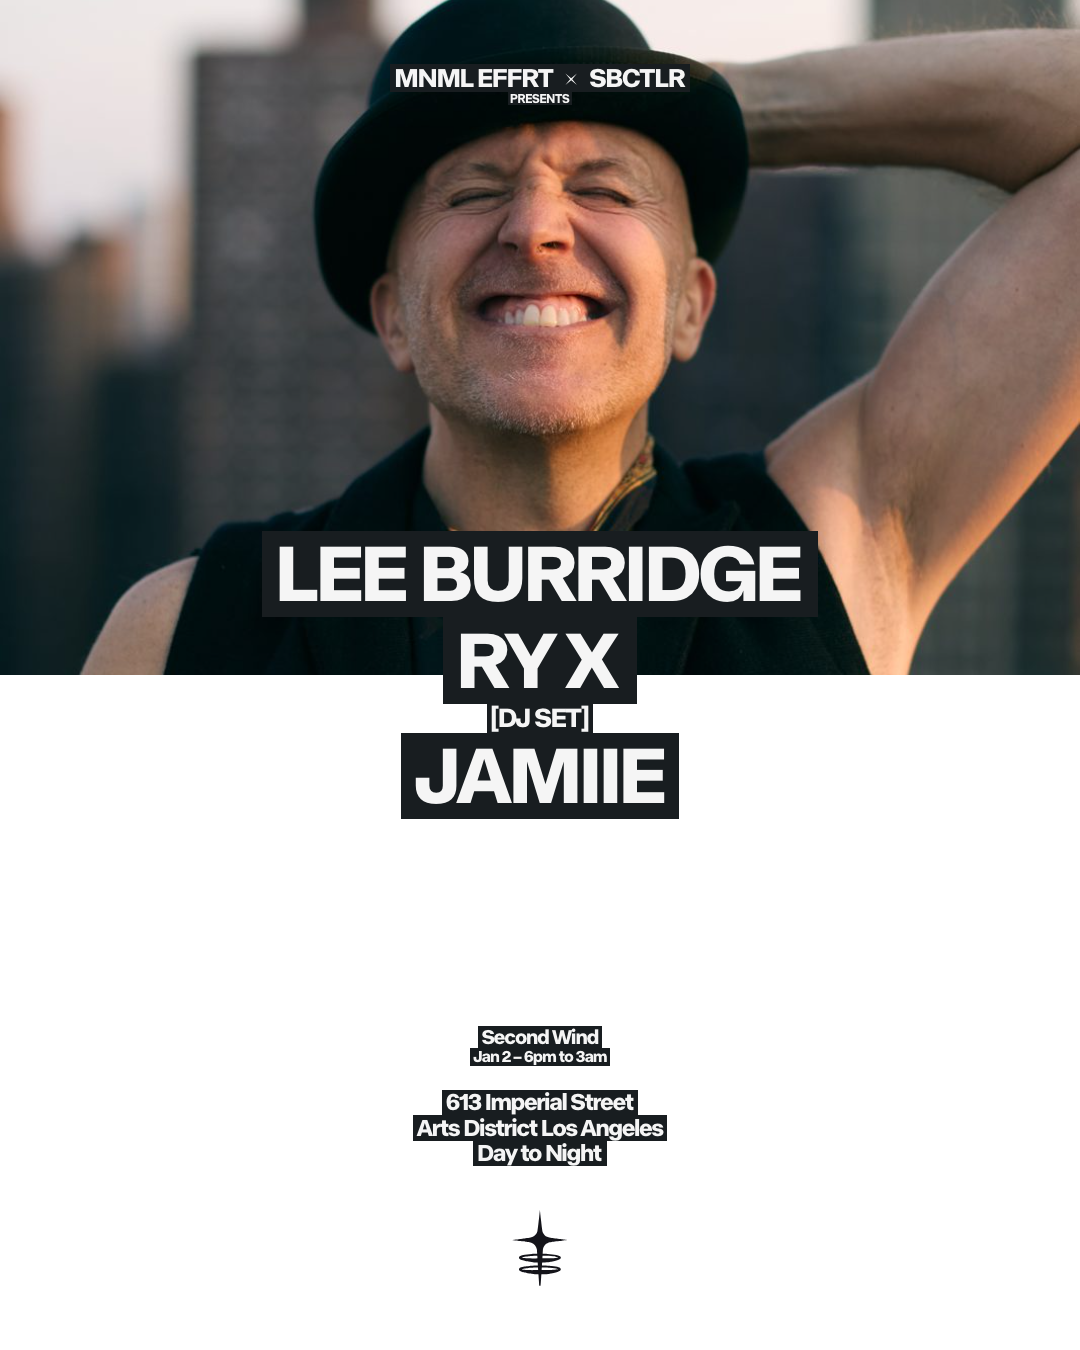 MNML EFFRT × SBCTLR
PRESENTS
LEE BURRIDGE
RY X
[DJ SET]
JAMIIE
Second Wind
Jan 2 – 6pm to 3am
613 Imperial Street
Arts District Los Angeles
Day to Night